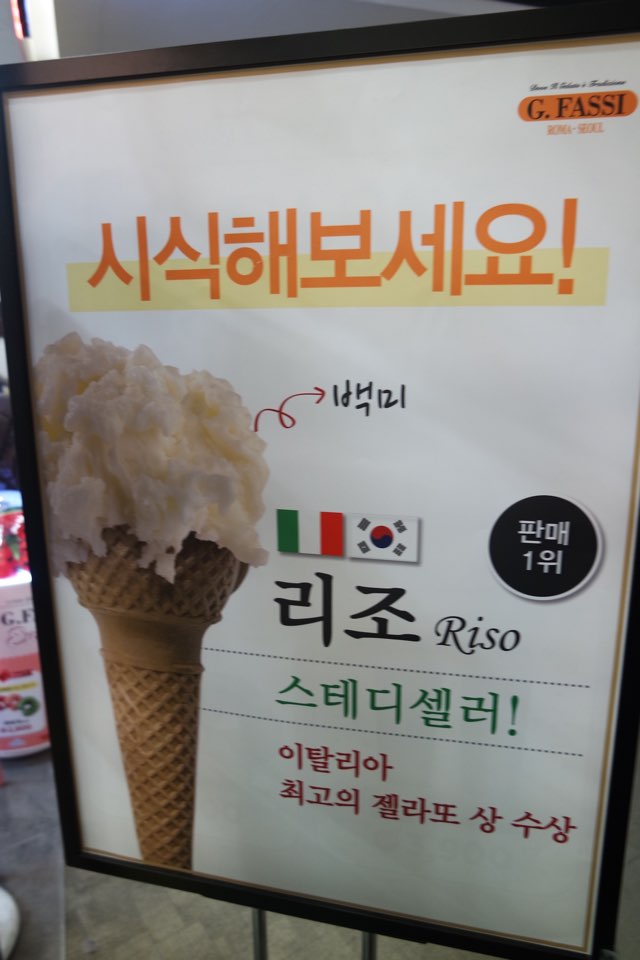 G. FASSI
ROMA - SEOUL
시식해보세요!
백미
판매
1위
리조 Riso
스테디셀러!
이탈리아
최고의 젤라또 상 수상